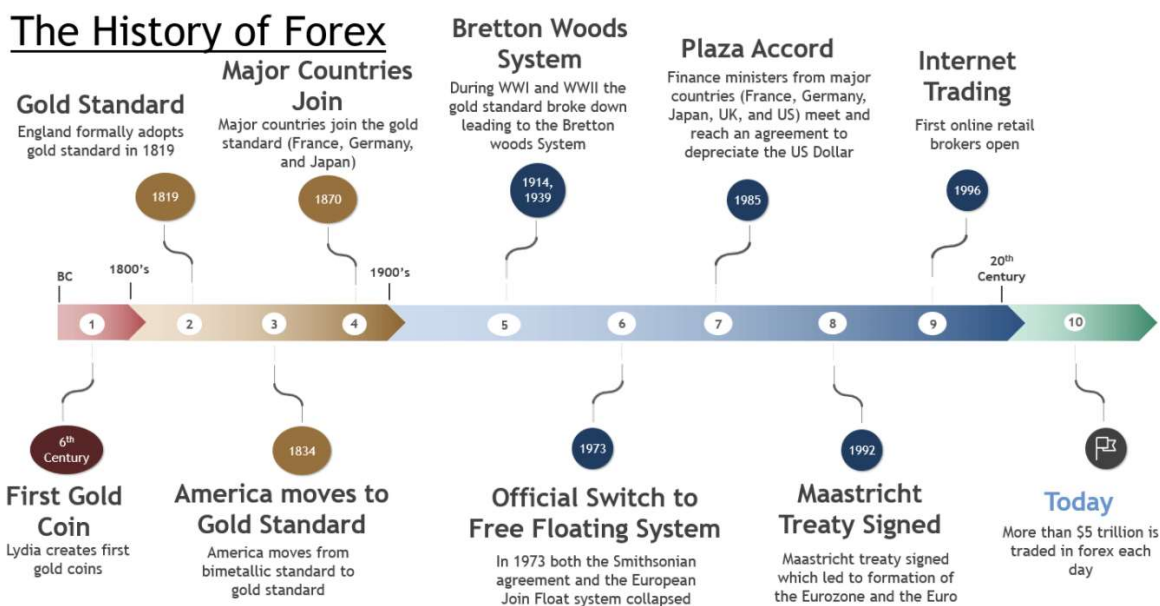 The History of Forex
Gold Standard
England formally adopts
gold standard in 1819
1819
Major Countries
Join
Major countries join the gold
standard (France, Germany,
and Japan)
1870
Bretton Woods
System
During WWI and WWII the
gold standard broke down
leading to the Bretton
woods System
1914,
1939
Plaza Accord
Finance ministers from major
countries (France, Germany,
Japan, UK, and US) meet and
reach an agreement to
depreciate the US Dollar
1985
Internet
Trading
First online retail
brokers open
1996
BC
1800's
1900's
20th
Century
1
2
3
4
5
6
7
8
9
10
6th
Century
First Gold
Coin
Lydia creates first
gold coins
1834
America moves to
Gold Standard
America moves from
bimetallic standard to
gold standard
1973
Official Switch to
Free Floating System
In 1973 both the Smithsonian
agreement and the European
Join Float system collapsed
1992
Maastricht
Treaty Signed
Maastricht treaty signed
which led to formation of
the Eurozone and the Euro
Today
More than $5 trillion is
traded in forex each
day